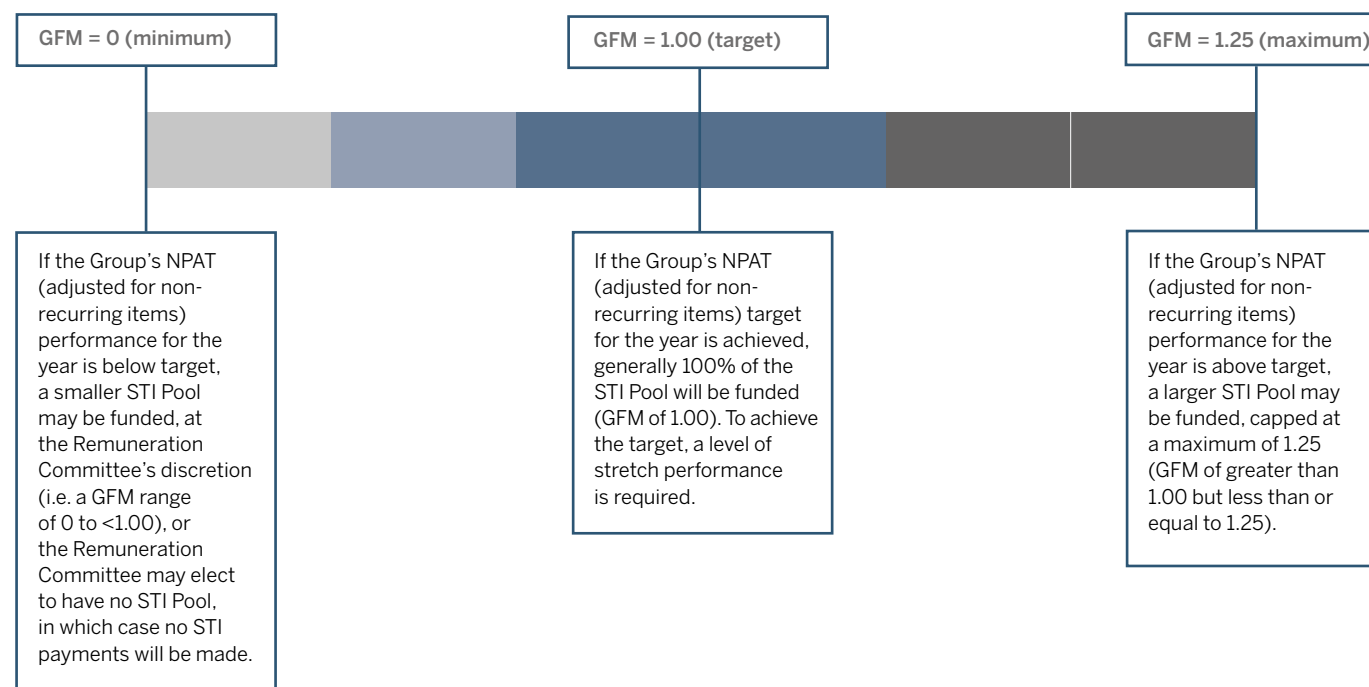 GFM = 0 (minimum)
GFM = 1.00 (target)
GFM = 1.25 (maximum)
If the Group's NPAT
(adjusted for non-
recurring items)
performance for the
year is below target,
a smaller STI Pool
may be funded, at
the Remuneration
Committee's discretion
(i.e. a GFM range
of 0 to <1.00), or
the Remuneration
Committee may elect
to have no STI Pool,
in which case no STI
payments will be made.
If the Group's NPAT
(adjusted for non-
recurring items) target
for the year is achieved,
generally 100% of the
STI Pool will be funded
(GFM of 1.00). To achieve
the target, a level of
stretch performance
is required.
If the Group's NPAT
(adjusted for non-
recurring items)
performance for the
year is above target,
a larger STI Pool may
be funded, capped at
a maximum of 1.25
(GFM of greater than
1.00 but less than or
equal to 1.25).